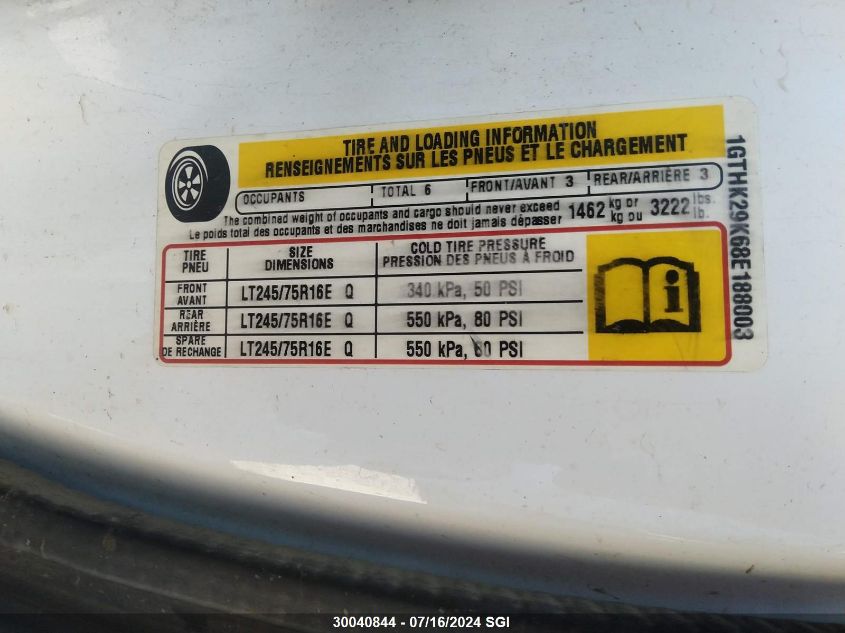 TIRE AND LOADING INFORMATION
RENSEIGNEMENTS SUR LES PNEUS ET LE CHARGEMENT
OCCUPANTS TOTAL 6 FRONT/AVANT 3 REAR/ARRIÈRE 3
The combined weight of occupants and cargo should never exceed 1462 kg or 3222 lbs.
Le poids total des occupants et des marchandises ne doit jamais dépasser kg ou lb.
TIRE SIZE COLD TIRE PRESSURE
PNEU DIMENSIONS PRESSION DES PNEUS À FROID
FRONT
AVANT LT245/75R16E Q 340 kPa, 50 PSI
REAR
ARRIÈRE LT245/75R16E Q 550 kPa, 80 PSI
SPARE
DE RECHANGE LT245/75R16E Q 550 kPa, 80 PSI
1GTHK29KG8E188003
30040844 - 07/16/2024 SGI